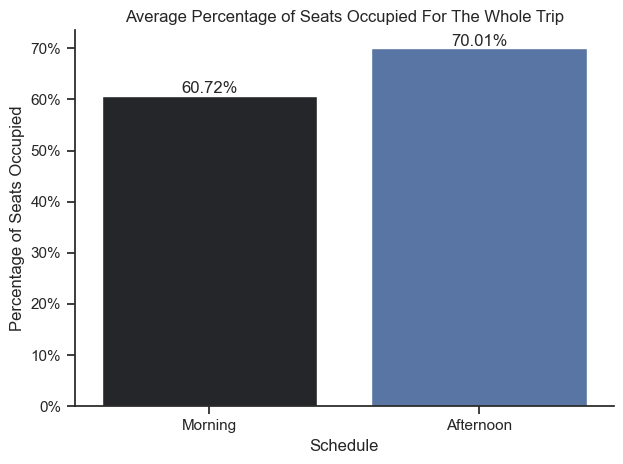 Average Percentage of Seats Occupied For The Whole Trip
70.01%
60.72%
70%
60%
50%
40%
30%
20%
10%
0%
Percentage of Seats Occupied
Morning
Afternoon
Schedule